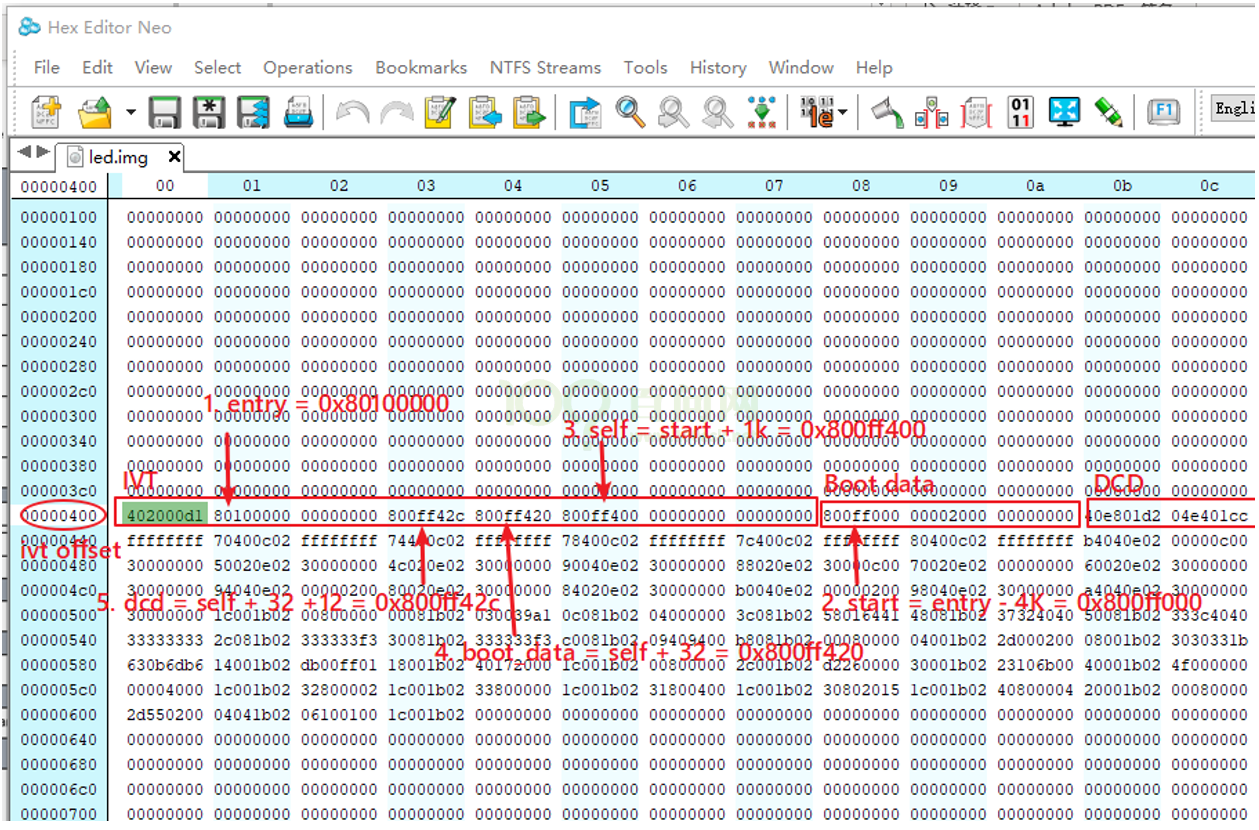 Hex Editor Neo
File Edit View Select Operations Bookmarks NTFS Streams Tools History Window Help
F1 Engli
led.img
00000400 00 01 02 03 04 05 06 07 08 09 0a 0b 0c
00000100 00000000 00000000 00000000 00000000 00000000 00000000 00000000 00000000 00000000 00000000 00000000 00000000 00000000
00000140 00000000 00000000 00000000 00000000 00000000 00000000 00000000 00000000 00000000 00000000 00000000 00000000 00000000
00000180 00000000 00000000 00000000 00000000 00000000 00000000 00000000 00000000 00000000 00000000 00000000 00000000 00000000
000001c0 00000000 00000000 00000000 00000000 00000000 00000000 00000000 00000000 00000000 00000000 00000000 00000000 00000000
00000200 00000000 00000000 00000000 00000000 00000000 00000000 00000000 00000000 00000000 00000000 00000000 00000000 00000000
00000240 00000000 00000000 00000000 00000000 00000000 00000000 00000000 00000000 00000000 00000000 00000000 00000000 00000000
00000280 00000000 00000000 00000000 00000000 00000000 00000000 00000000 00000000 00000000 00000000 00000000 00000000 00000000
000002c0 00000000 00000000 00000000 00000000 00000000 00000000 00000000 00000000 00000000 00000000 00000000 00000000 00000000
1. entry = 0x80100000
00000300 00000000 00000000 00000000 00000000 00000000 00000000 00000000 00000000 00000000 00000000 00000000 00000000 00000000
3. self = start + 1k = 0x800ff400
00000340 00000000 00000000 00000000 00000000 00000000 00000000 00000000 00000000 00000000 00000000 00000000 00000000 00000000
00000380 00000000 00000000 00000000 00000000 00000000 00000000 00000000 00000000 00000000 00000000 00000000 00000000 00000000
IVT Boot data DCD
000003c0 00000000 00000000 00000000 00000000 00000000 00000000 00000000 00000000 00000000 00000000 00000000 00000000 00000000
00000400 402000d1 80100000 00000000 800ff42c 800ff420 800ff400 00000000 00000000 800ff000 00002000 00000000 40e801d2 04e401cc
00000440 ffffffff 70400c02 ffffffff 74400c02 ffffffff 78400c02 ffffffff 7c400c02 ffffffff 80400c02 ffffffff b4040e02 00000c00
ivt offset
00000480 30000000 50020e02 30000000 4c020e02 30000000 90040e02 30000000 88020e02 30000c00 70020e02 00000000 60020e02 30000000
000004c0 30000000 94040e02 00000000 80020e02 30000000 84020e02 30000000 b0040e02 00000200 98040e02 30000000 a4040e02 30000000
5. dcd = self + 32 +12 = 0x800ff42c
2. start = entry - 4K = 0x800ff000
00000500 30000000 1c001b02 00800000 00081b02 0c081b02 04000000 3c081b02 58016441 48081b02 37324040 50081b02 333c4040
00000540 33333333 2c081b02 333333f3 30081b02 333333f3 c0081b02 09409400 b8081b02 00080000 04001b02 2d000200 08001b02 3030331b
4. boot_data = self + 32 = 0x800ff420
00000580 630b6db6 14001b02 db00ff01 18001b02 40172000 1c001b02 00800000 2c001b02 d2260000 30001b02 23106b00 40001b02 4f000000
000005c0 00004000 1c001b02 32800002 1c001b02 33800000 1c001b02 31800400 1c001b02 30802015 1c001b02 40800004 20001b02 00080000
00000600 2d550200 04041b02 06100100 1c001b02 00000000 00000000 00000000 00000000 00000000 00000000 00000000 00000000 00000000
00000640 00000000 00000000 00000000 00000000 00000000 00000000 00000000 00000000 00000000 00000000 00000000 00000000 00000000
00000680 00000000 00000000 00000000 00000000 00000000 00000000 00000000 00000000 00000000 00000000 00000000 00000000 00000000
000006c0 00000000 00000000 00000000 00000000 00000000 00000000 00000000 00000000 00000000 00000000 00000000 00000000 00000000
00000700 00000000 00000000 00000000 00000000 00000000 00000000 00000000 00000000 00000000 00000000 00000000 00000000 00000000